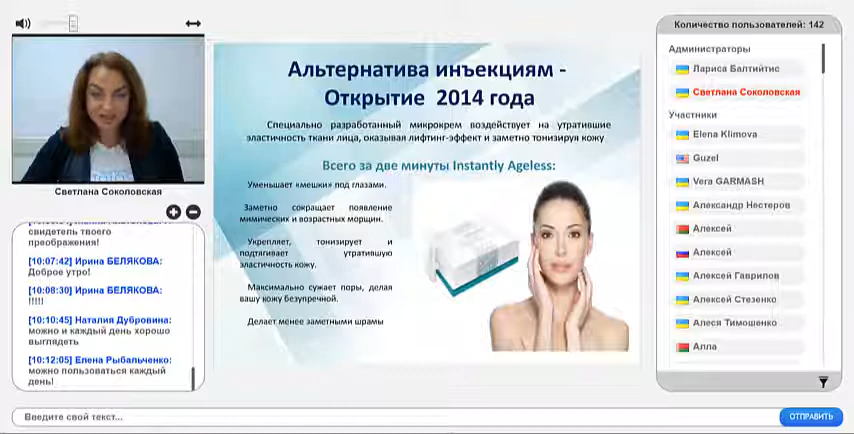 Светлана Соколовская
свидетель твоего
преображения!
[10:07:42] Ирина БЕЛЯКОВА:
Доброе утро!
[10:08:30] Ирина БЕЛЯКОВА:
!!!!!
[10:10:45] Наталия Дубровина:
можно и каждый день хорошо
выглядеть
[10:12:05] Елена Рыбальченко:
можно пользоваться каждый
день!
Альтернатива инъекциям -
Открытие 2014 года
Специально разработанный микрокрем воздействует на утратившие
эластичность ткани лица, оказывая лифтинг-эффект и заметно тонизируя кожу
Всего за две минуты Instantly Ageless:
Уменьшает «мешки» под глазами.
Заметно сокращает появление
мимических и возрастных морщин.
Укрепляет, тонизирует и
подтягивает утратившую
эластичность кожу.
Максимально сужает поры, делая
вашу кожу безупречной.
Делает менее заметными шрамы
Количество пользователей: 142
Администраторы
Лариса Балтийтис
Светлана Соколовская
Участники
Elena Klimova
Guzel
Vera GARMASH
Александр Нестеров
Алексей
Алексей
Алексей Гаврилов
Алексей Стезенко
Алеся Тимошенко
Алла
Введите свой текст...
ОТПРАВИТЬ